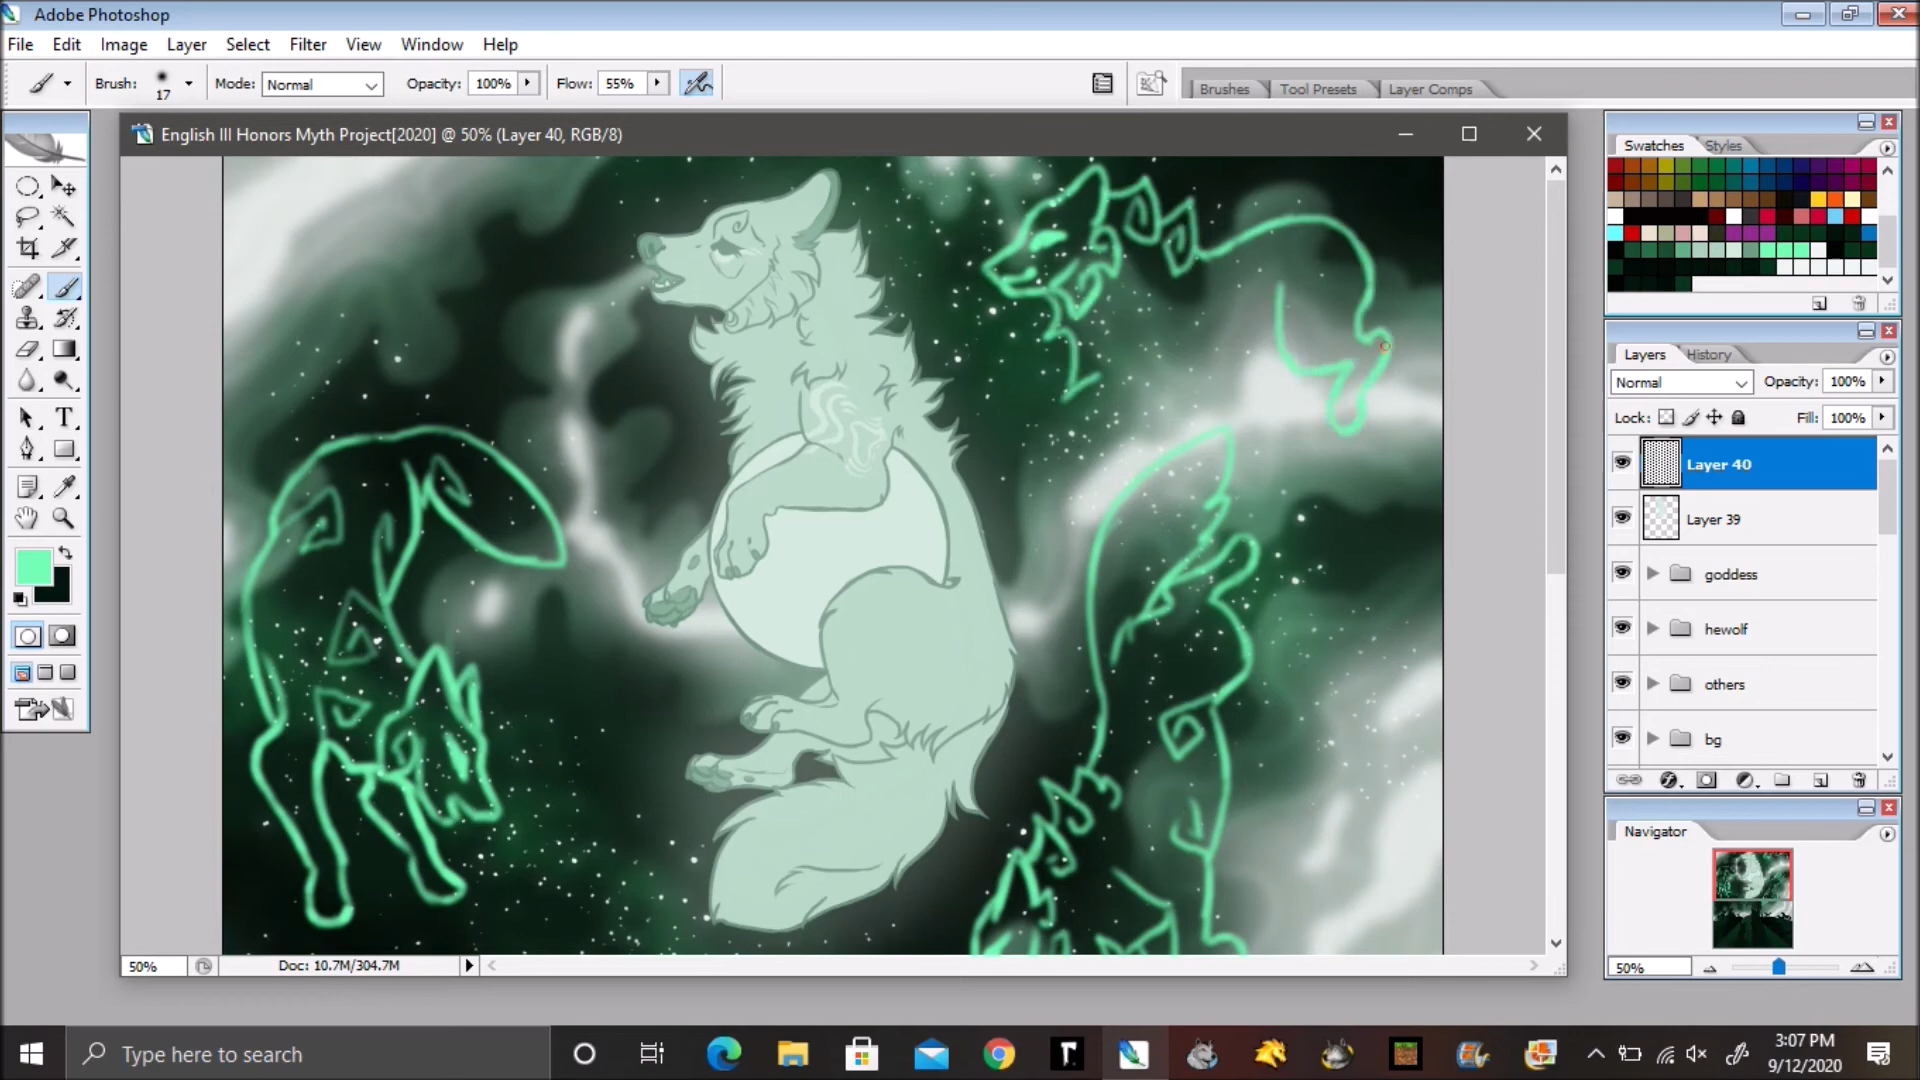 Adobe Photoshop
File Edit Image Layer Select Filter View Window Help
Brush: 17 Mode: Normal Opacity: 100% Flow: 55%
Brushes Tool Presets Layer Comps
English III Honors Myth Project[2020] @ 50% (Layer 40, RGB/8)
Swatches Styles
Layers History
Normal Opacity: 100%
Lock: Fill: 100%
Layer 40
Layer 39
goddess
hewolf
others
bg
Navigator
50%
50% Doc: 10.7M/304.7M
Type here to search
3:07 PM
9/12/2020